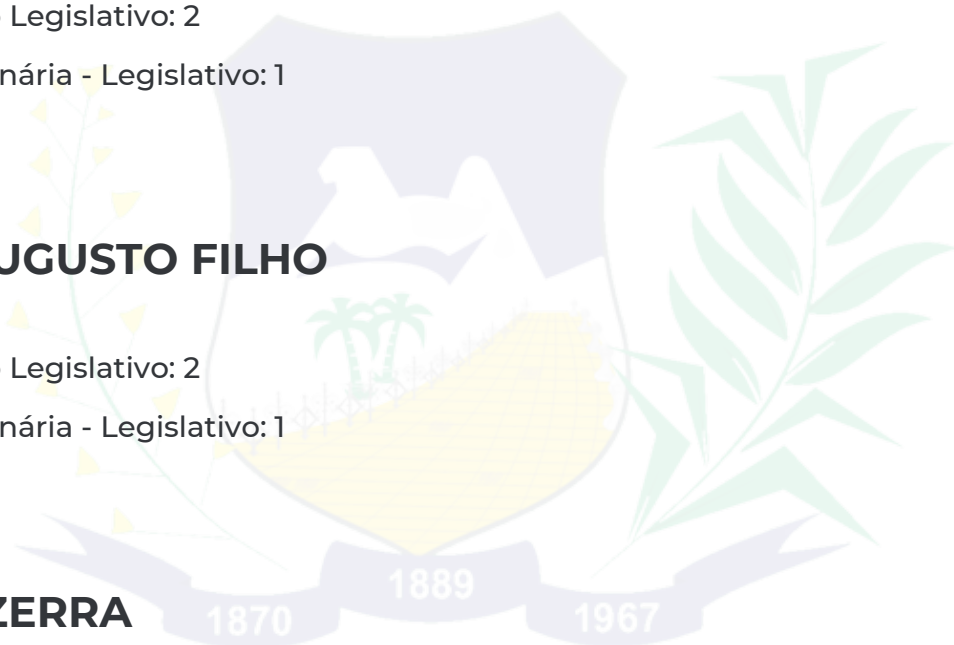 Legislativo: 2
nária - Legislativo: 1
UGUSTO FILHO
Legislativo: 2
nária - Legislativo: 1
ZERRA
1870
1889
1967